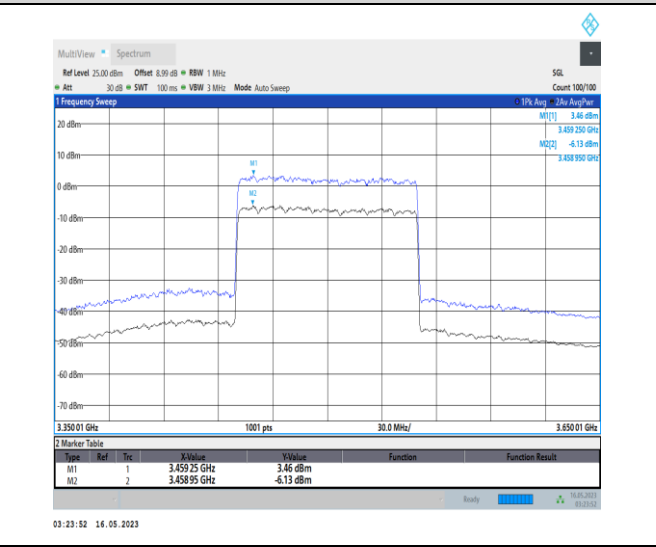 MultiView Spectrum
Ref Level 25.00 dBm Offset 8.99 dB RBW 1 MHz SGL
Att 30 dB SWT 100 ms VBW 3 MHz Mode Auto Sweep Count 100/100
1 Frequency Sweep 1Pk Avg 2Av AvgPwr
M1[1] 3.46 dBm
20 dBm
3.459 250 GHz
M2[2] -6.13 dBm
10 dBm
3.458 950 GHz
M1
0 dBm
M2
-10 dBm
-20 dBm
-30 dBm
-40 dBm
-50 dBm
-60 dBm
-70 dBm
3.350 01 GHz 1001 pts 30.0 MHz/ 3.650 01 GHz
2 Marker Table
Type Ref Trc X-Value Y-Value Function Function Result
M1 1 3.459 25 GHz 3.46 dBm
M2 2 3.458 95 GHz -6.13 dBm
Ready 16.05.2023
03:23:52
03:23:52 16.05.2023